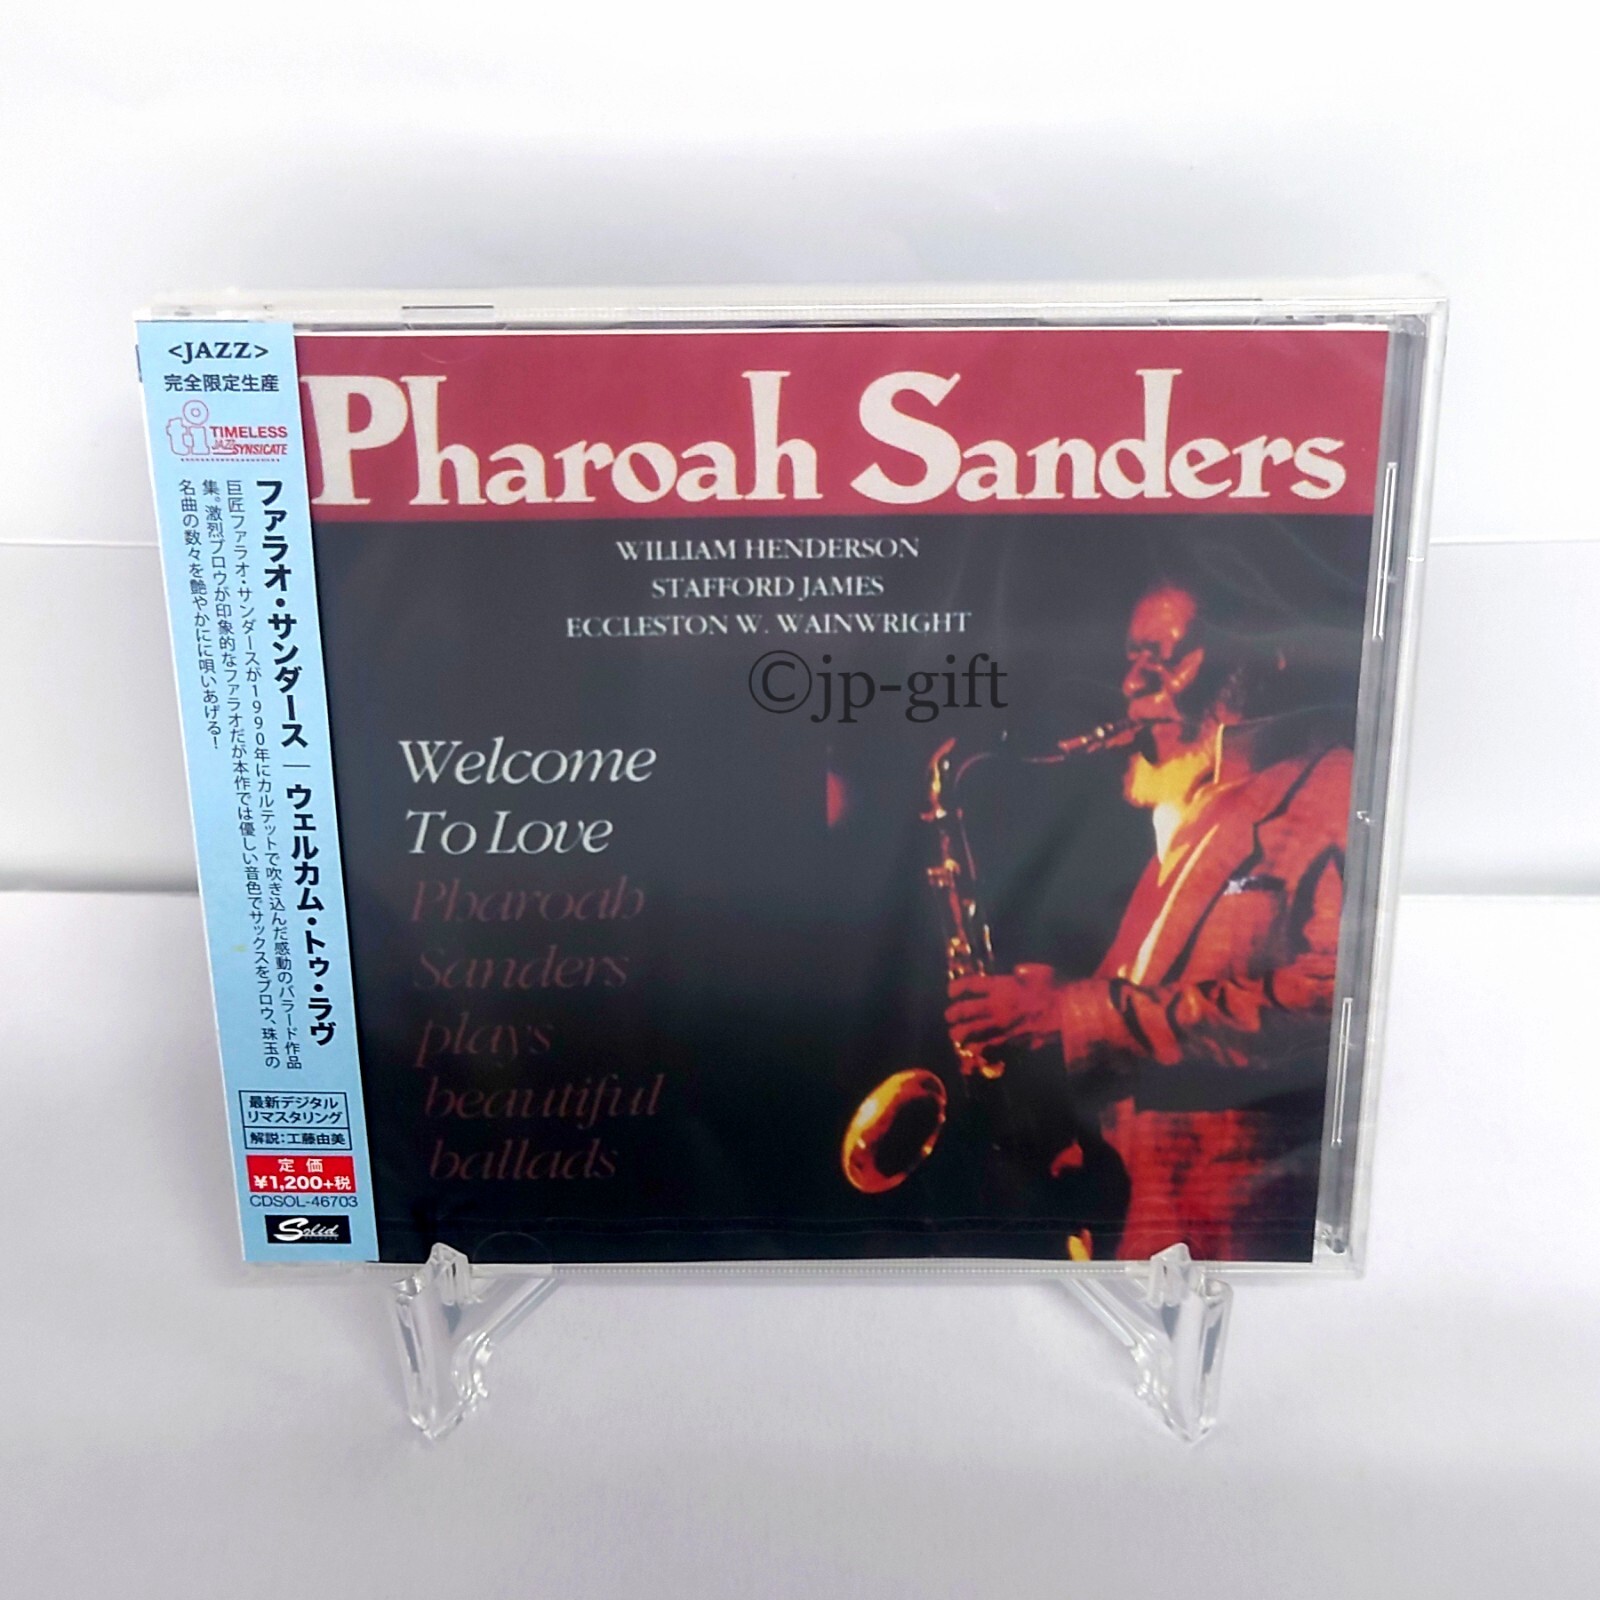 <JAZZ>
完全限定生産
ti TIMELESS
JAZZ SYNSICATE
ファラオ・サンダース｜ウェルカム・トゥ・ラヴ
巨匠ファラオ・サンダースが1990年にカルテットで吹き込んだ感動のバラード作品
集。激烈ブロウが印象的なファラオだが本作では優しい音色でサックスをブロウ、珠玉の
名曲の数々を艶やかにに唄いあげる！
最新デジタル
リマスタリング
解説:工藤由美
定価
¥1,200+税
CDSOL-46703
Solid
Pharoah Sanders
WILLIAM HENDERSON
STAFFORD JAMES
ECCLESTON W. WAINWRIGHT
©jp-gift
Welcome
To Love
Pharoah
Sanders
plays
beautiful
ballads